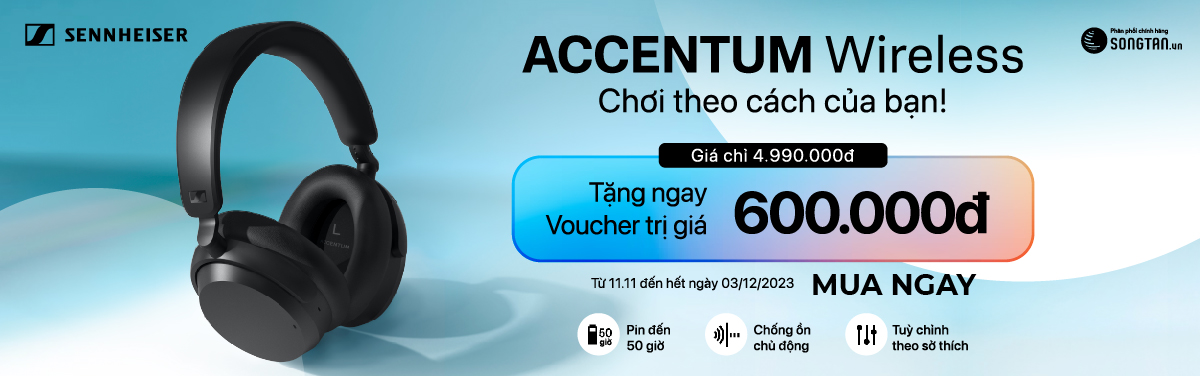 SENNHEISER
ACCENTUM Wireless
Chơi theo cách của bạn!
Phân phối chính hãng
SONGTAN.vn
Giá chỉ 4.990.000đ
Tặng ngay
Voucher trị giá
600.000đ
Từ 11.11 đến hết ngày 03/12/2023
MUA NGAY
50
giờ
Pin đến
50 giờ
Chống ồn
chủ động
Tuỳ chỉnh
theo sở thích
L
ACCENTUM